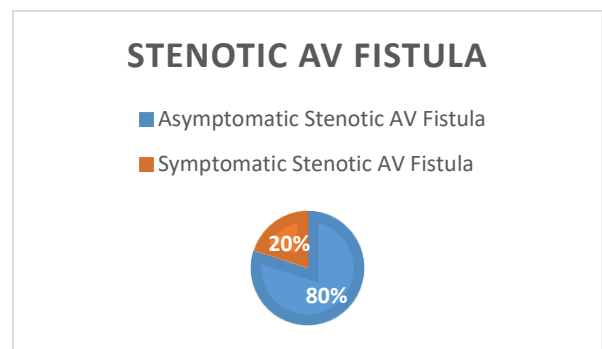 STENOTIC AV FISTULA
Asymptomatic Stenotic AV Fistula
Symptomatic Stenotic AV Fistula
20%
80%